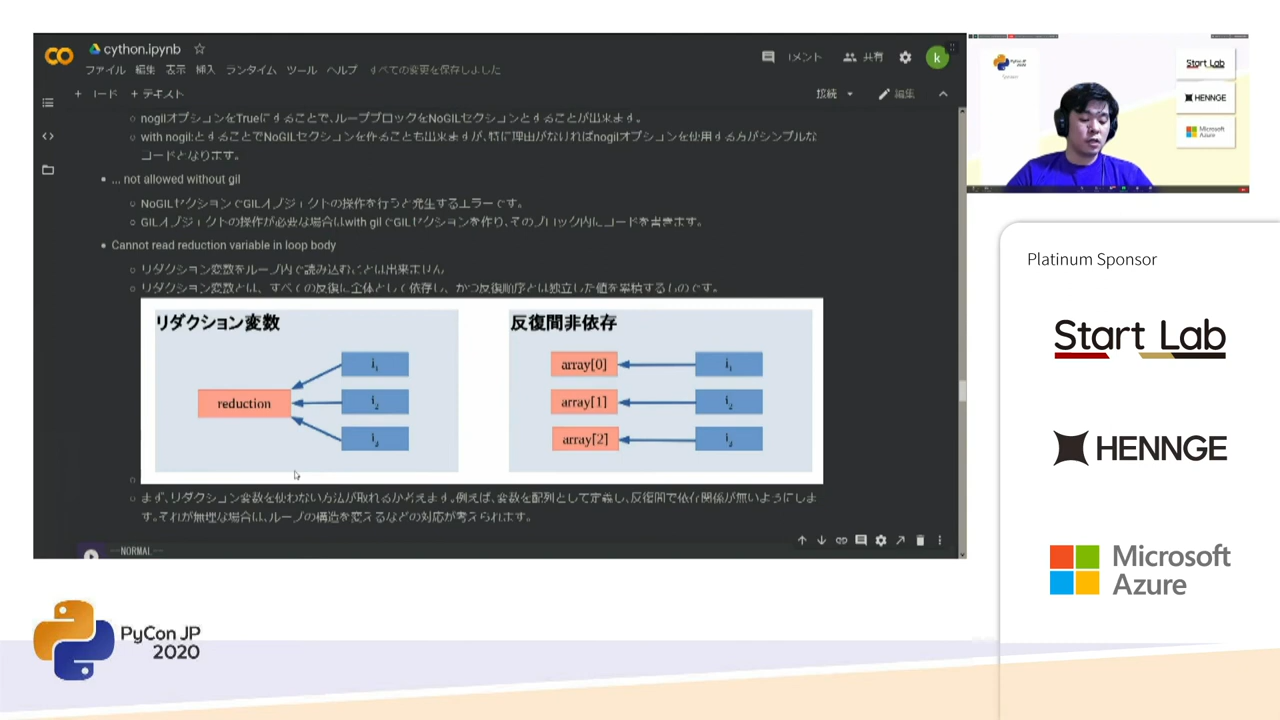 cython.ipynb
ファイル 編集 表示 挿入 ランタイム ツール ヘルプ すべての変更を保存しました
コメント 共有 k
+ コード + テキスト 接続 編集
nogilオプションをTrueにすることで、ループブロックをNoGILセクションとすることが出来ます。
with nogil:とすることでNoGILセクションを作ることも出来ますが、特に理由がなければnogilオプションを使用する方がシンプルな
コードとなります。
... not allowed without gil
NoGILセクションでGILオブジェクトの操作を行うと発生するエラーです。
GILオブジェクトの操作が必要な場合はwith gilでGILセクションを作り、そのブロック内にコードを書きます。
Cannot read reduction variable in loop body
リダクション変数をループ内で読み込むことは出来ません
リダクション変数とは、すべての反復に全体として依存し、かつ反復順序とは独立した値を累積するものです。
リダクション変数
i1
reduction
i2
i3
反復間非依存
array[0] i1
array[1] i2
array[2] i3
まず、リダクション変数を使わない方法が取れるか考えます。例えば、変数を配列として定義し、反復間で依存関係が無いようにしま
す。それが無理な場合は、ループの構造を変えるなどの対応が考えられます。
--NORMAL--
PyCon JP
2020
Start Lab
HENNGE
Microsoft
Azure
Platinum Sponsor
Start Lab
HENNGE
Microsoft
Azure
PyCon JP
2020